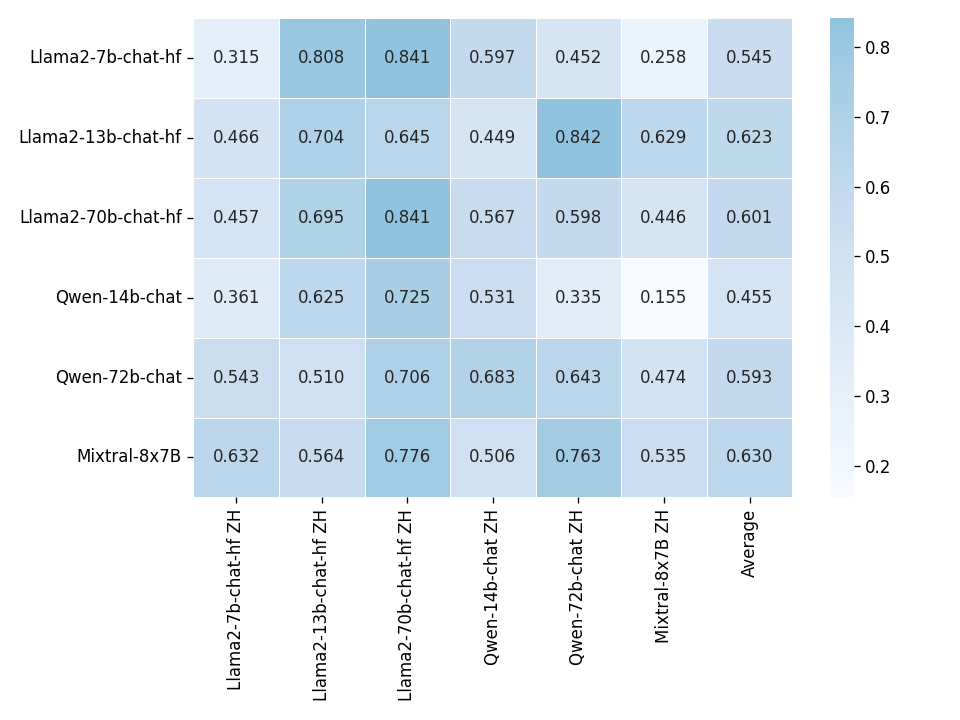 Llama2-7b-chat-hf 0.315 0.808 0.841 0.597 0.452 0.258 0.545
Llama2-13b-chat-hf 0.466 0.704 0.645 0.449 0.842 0.629 0.623
Llama2-70b-chat-hf 0.457 0.695 0.841 0.567 0.598 0.446 0.601
Qwen-14b-chat 0.361 0.625 0.725 0.531 0.335 0.155 0.455
Qwen-72b-chat 0.543 0.510 0.706 0.683 0.643 0.474 0.593
Mixtral-8x7B 0.632 0.564 0.776 0.506 0.763 0.535 0.630
Llama2-7b-chat-hf ZH
Llama2-13b-chat-hf ZH
Llama2-70b-chat-hf ZH
Qwen-14b-chat ZH
Qwen-72b-chat ZH
Mixtral-8x7B ZH
Average
0.8
0.7
0.6
0.5
0.4
0.3
0.2